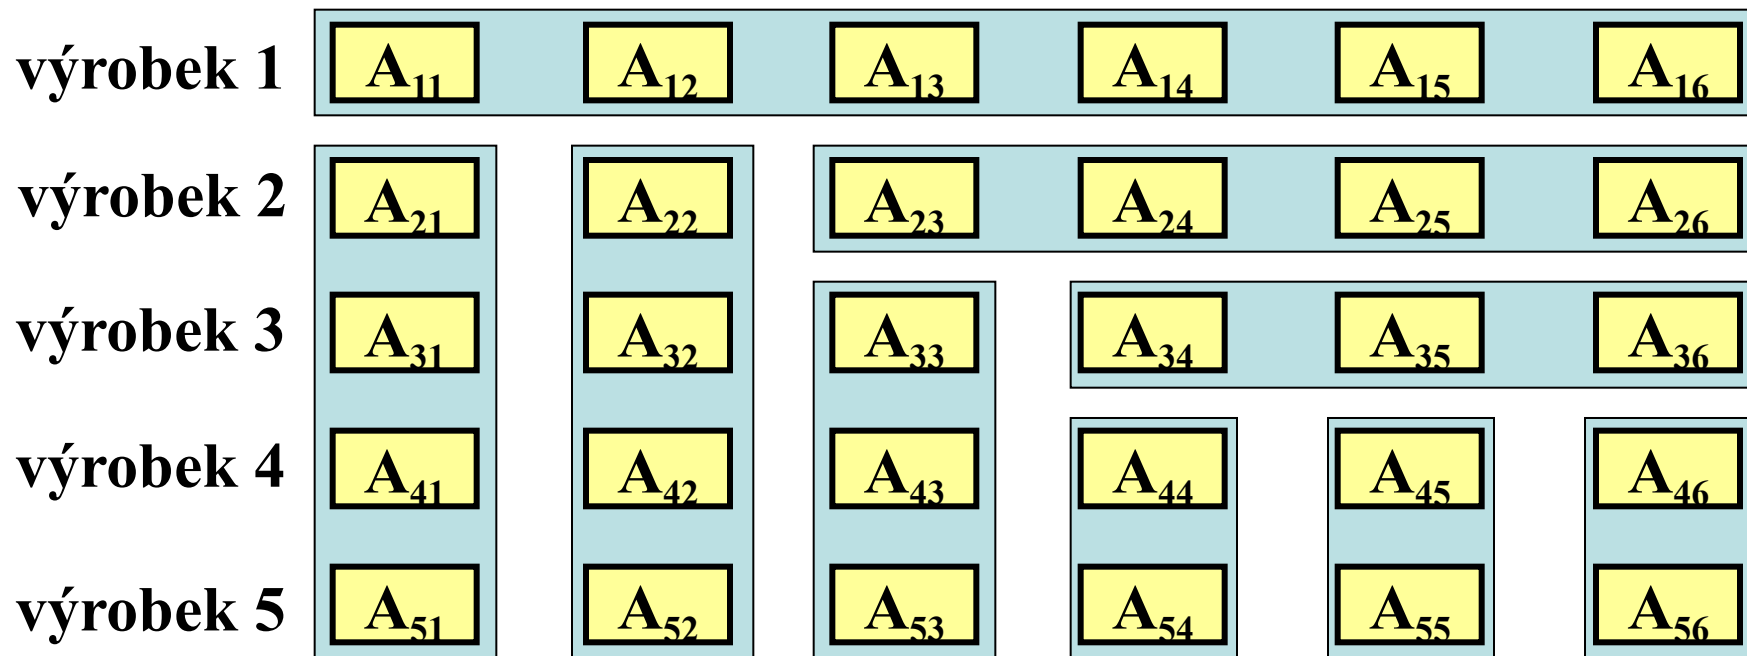 výrobek 1 A11 A12 A13 A14 A15 A16
výrobek 2 A21 A22 A23 A24 A25 A26
výrobek 3 A31 A32 A33 A34 A35 A36
výrobek 4 A41 A42 A43 A44 A45 A46
výrobek 5 A51 A52 A53 A54 A55 A56